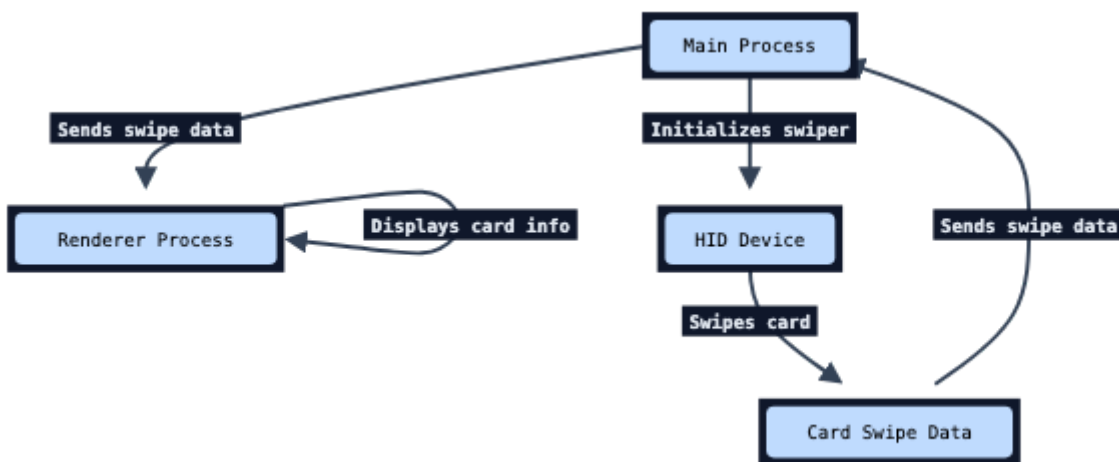 Main Process
Sends swipe data
Initializes swiper
Renderer Process
Displays card info
HID Device
Sends swipe data
Swipes card
Card Swipe Data